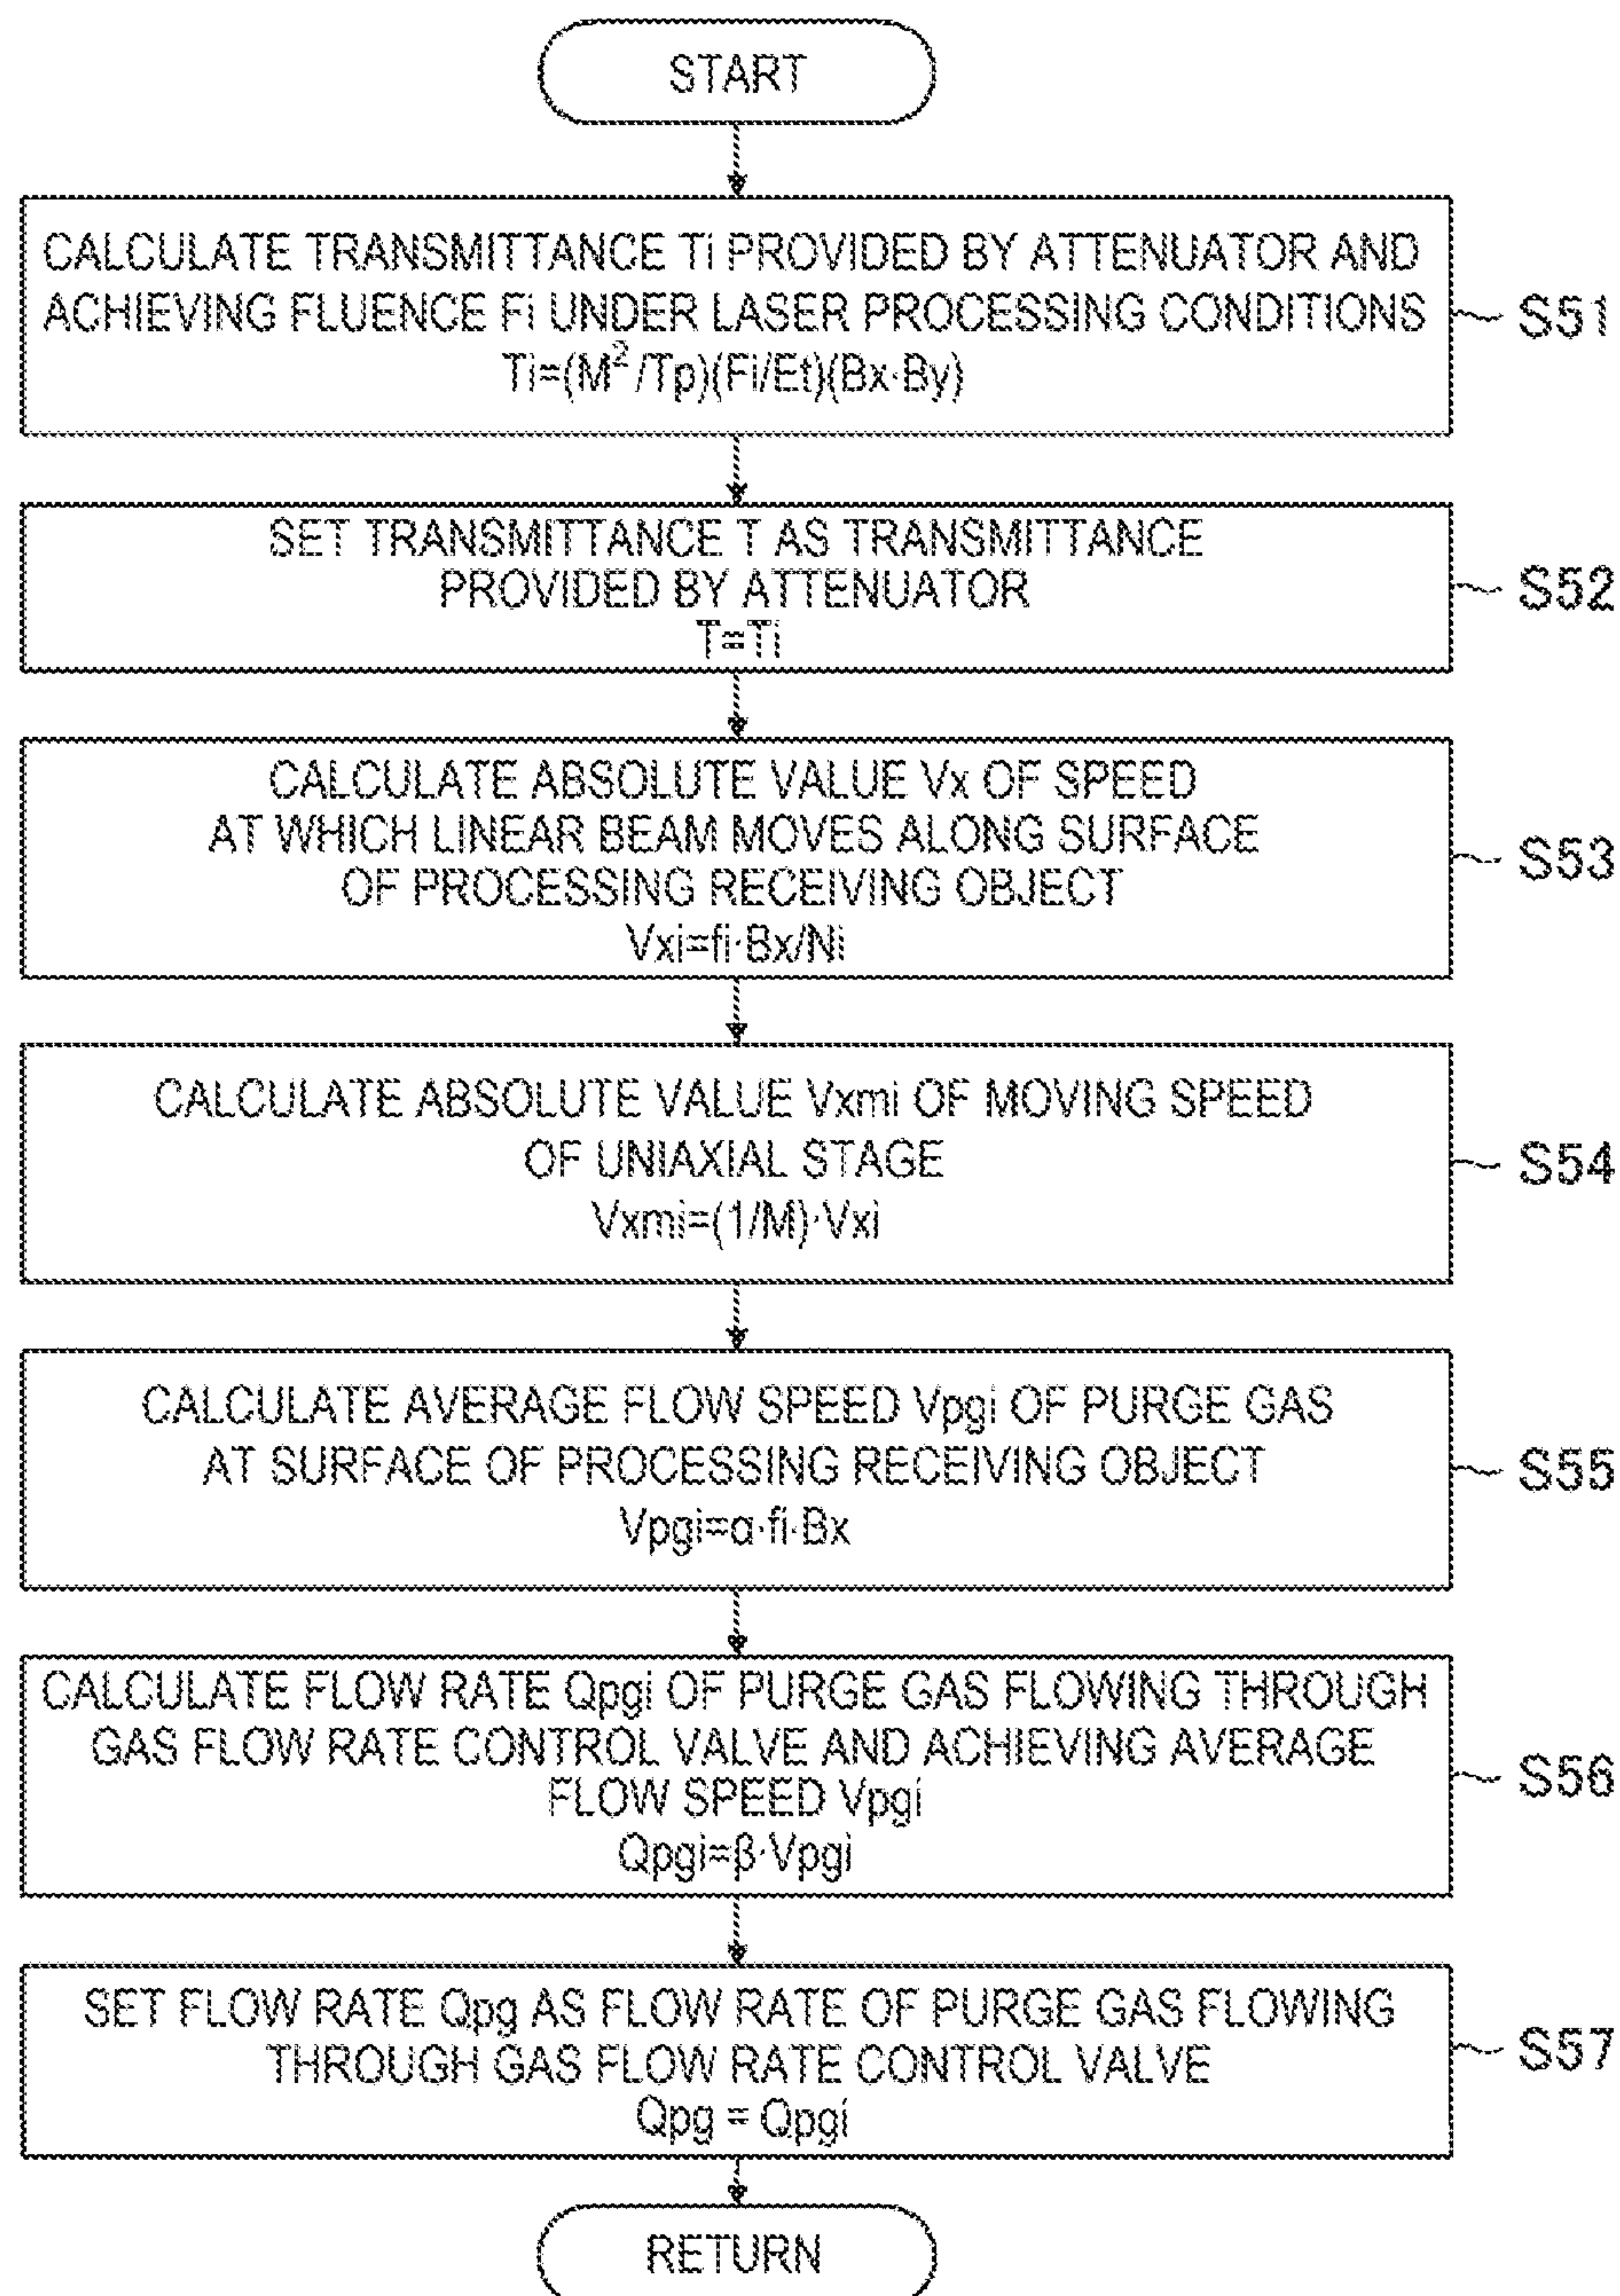 START
CALCULATE TRANSMITTANCE Ti PROVIDED BY ATTENUATOR AND
ACHIEVING FLUENCE Fi UNDER LASER PROCESSING CONDITIONS
Ti=(M²/Tp)(Fi/Et)(Bx·By)
S51
SET TRANSMITTANCE T AS TRANSMITTANCE
PROVIDED BY ATTENUATOR
T=Ti
S52
CALCULATE ABSOLUTE VALUE Vx OF SPEED
AT WHICH LINEAR BEAM MOVES ALONG SURFACE
OF PROCESSING RECEIVING OBJECT
Vxi=fi·Bx/Ni
S53
CALCULATE ABSOLUTE VALUE Vxmi OF MOVING SPEED
OF UNIAXIAL STAGE
Vxmi=(1/M)·Vxi
S54
CALCULATE AVERAGE FLOW SPEED Vpgi OF PURGE GAS
AT SURFACE OF PROCESSING RECEIVING OBJECT
Vpgi=α·fi·Bx
S55
CALCULATE FLOW RATE Qpgi OF PURGE GAS FLOWING THROUGH
GAS FLOW RATE CONTROL VALVE AND ACHIEVING AVERAGE
FLOW SPEED Vpgi
Qpgi=β·Vpgi
S56
SET FLOW RATE Qpg AS FLOW RATE OF PURGE GAS FLOWING
THROUGH GAS FLOW RATE CONTROL VALVE
Qpg = Qpgi
S57
RETURN